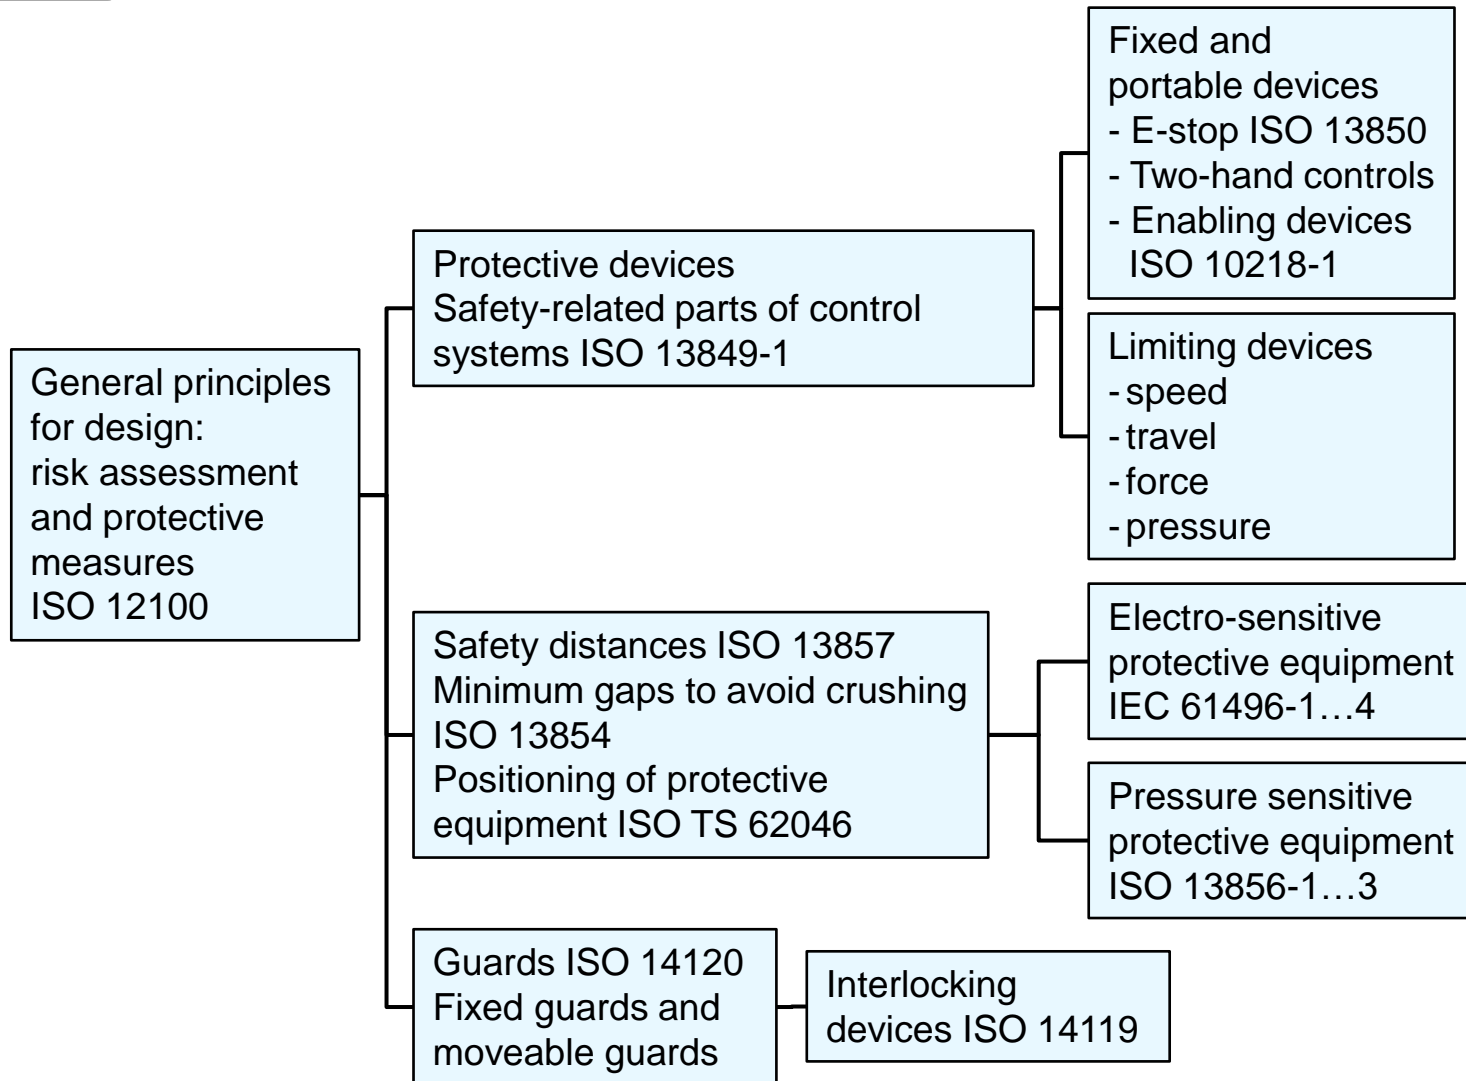 General principles
for design:
risk assessment
and protective
measures
ISO 12100
Protective devices
Safety-related parts of control
systems ISO 13849-1
Fixed and
portable devices
- E-stop ISO 13850
- Two-hand controls
- Enabling devices
ISO 10218-1
Limiting devices
- speed
- travel
- force
- pressure
Safety distances ISO 13857
Minimum gaps to avoid crushing
ISO 13854
Positioning of protective
equipment ISO TS 62046
Electro-sensitive
protective equipment
IEC 61496-1…4
Pressure sensitive
protective equipment
ISO 13856-1…3
Guards ISO 14120
Fixed guards and
moveable guards
Interlocking
devices ISO 14119